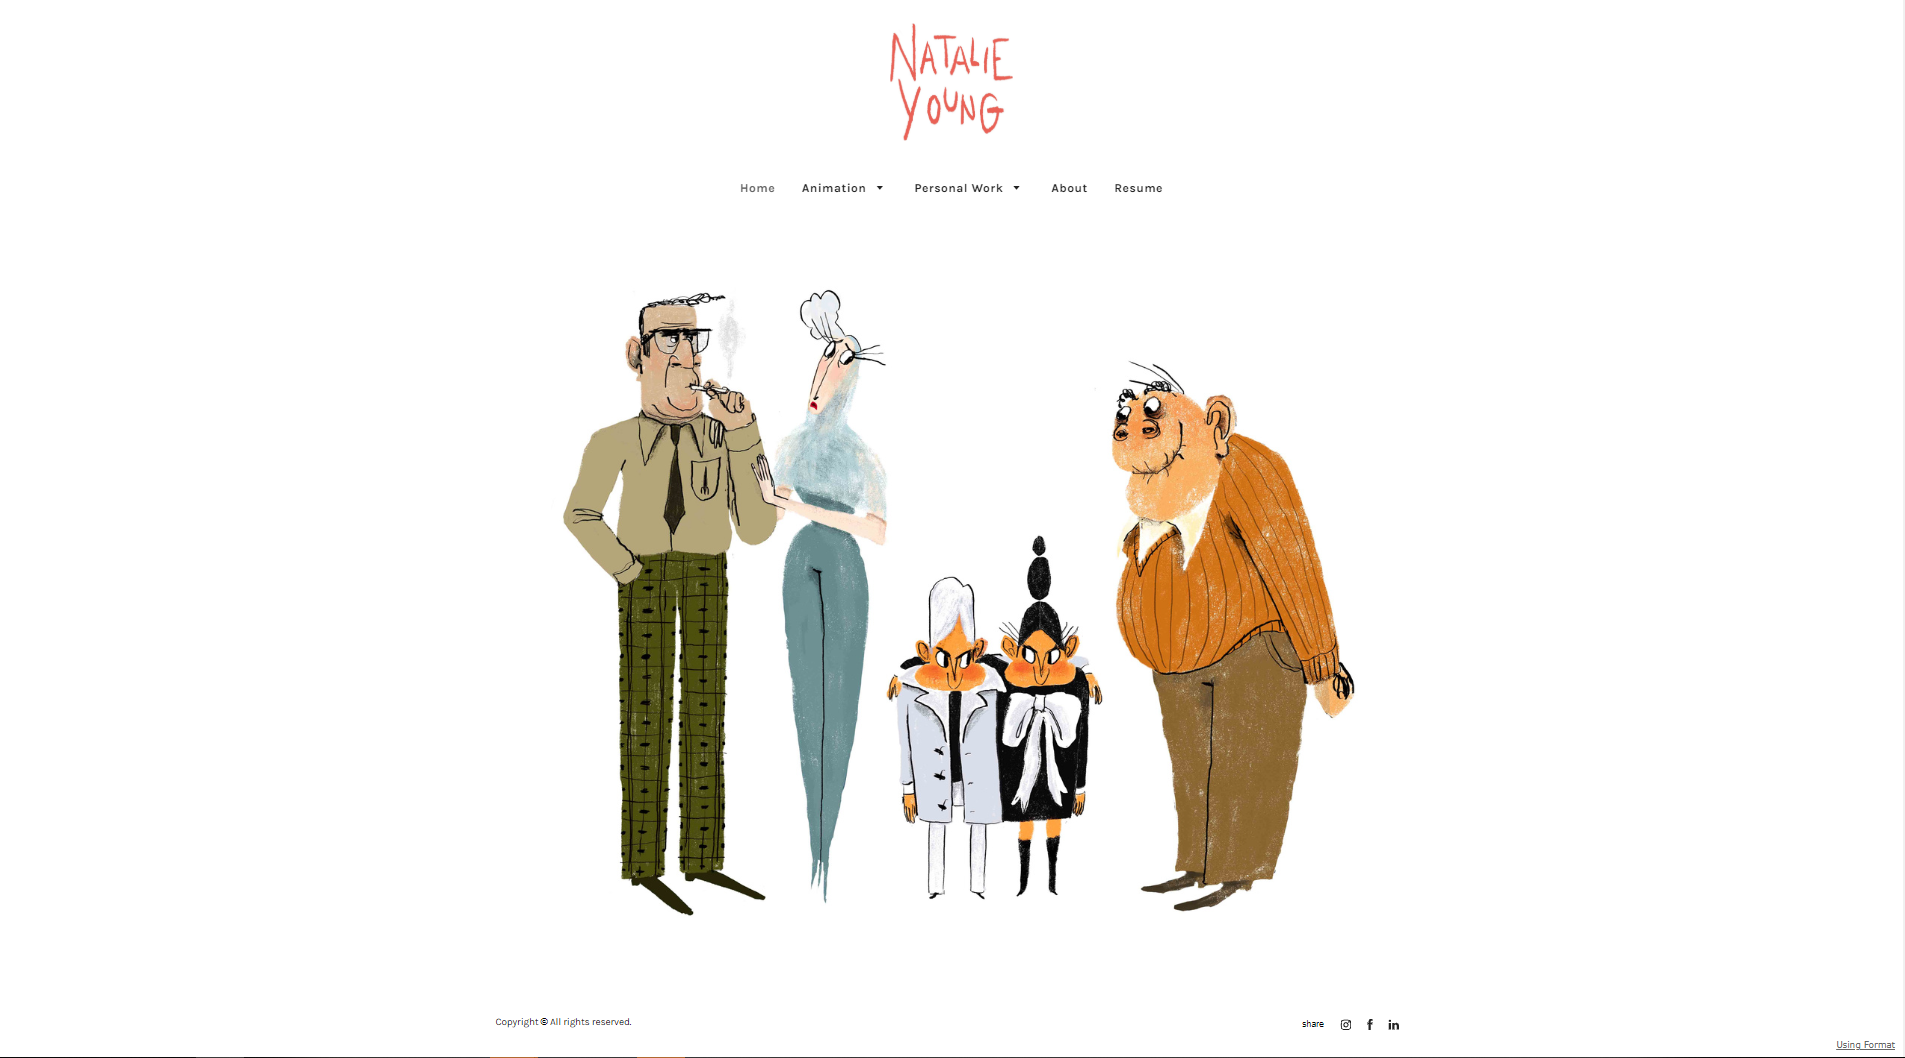 NATALIE
YOUNG
Home Animation Personal Work About Resume
Copyright © All rights reserved.
share
Using Format